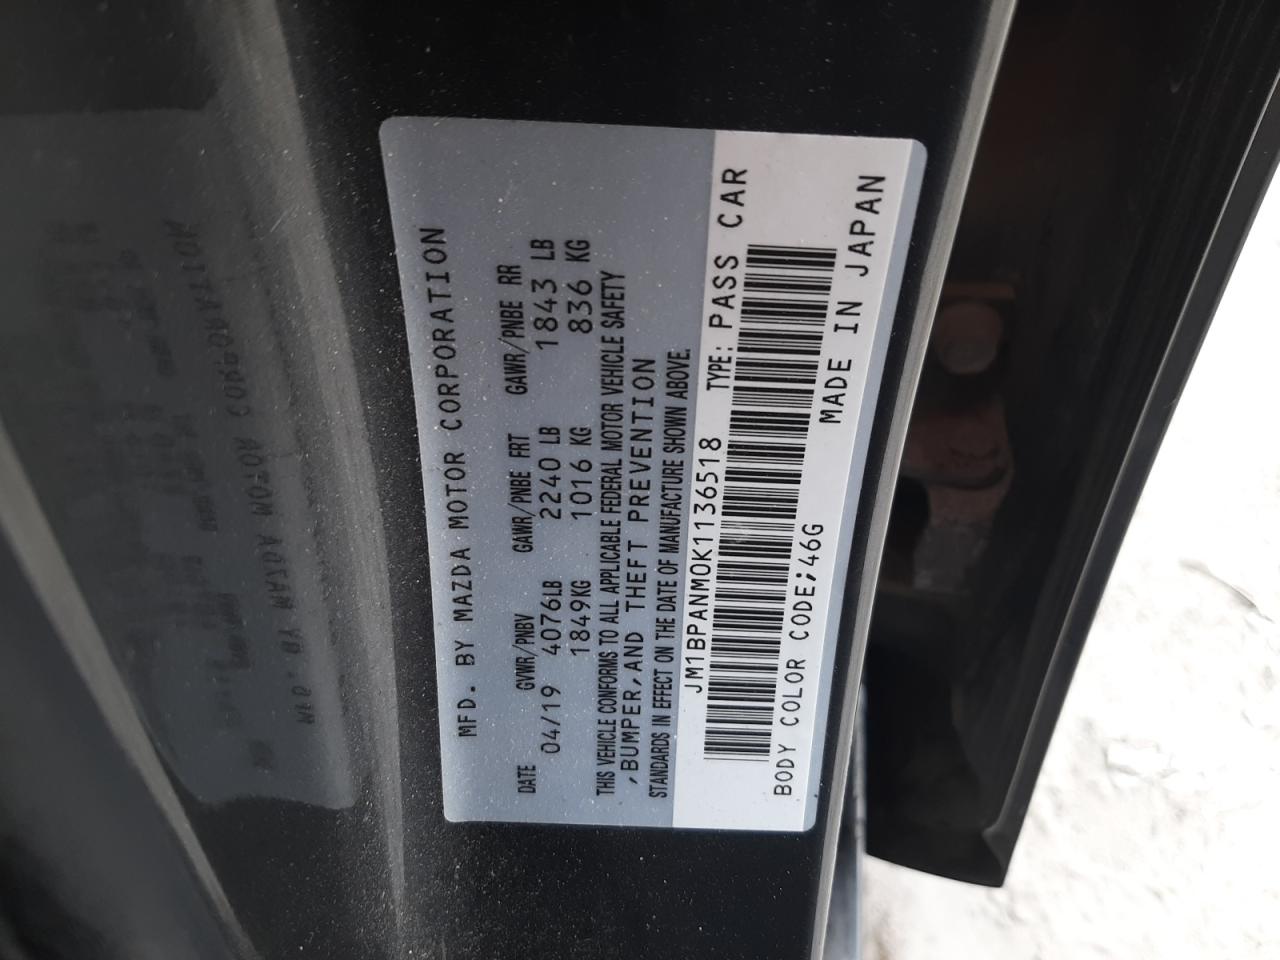 MFD. BY MAZDA MOTOR CORPORATION
DATE GVWR/PNBV GAWR/PNBE FRT GAWR/PNBE RR
04/19 4076LB 2240 LB 1843 LB
1849KG 1016 KG 836 KG
THIS VEHICLE CONFORMS TO ALL APPLICABLE FEDERAL MOTOR VEHICLE SAFETY
,BUMPER,AND THEFT PREVENTION
STANDARDS IN EFFECT ON THE DATE OF MANUFACTURE SHOWN ABOVE.
JM1BPANM0K1136518 TYPE: PASS CAR
BODY COLOR CODE;46G MADE IN JAPAN